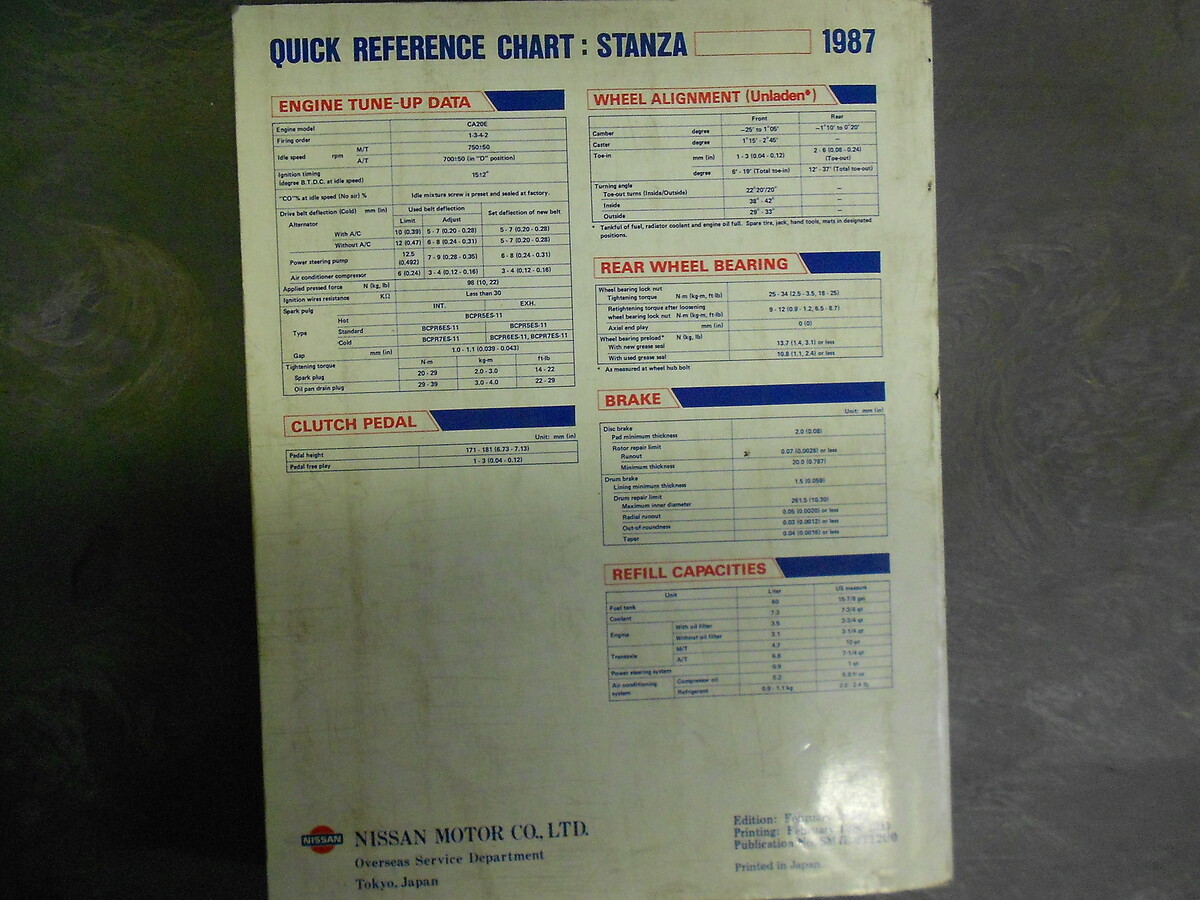 QUICK REFERENCE CHART : STANZA 1987
ENGINE TUNE-UP DATA
Engine model CA20E
Firing order 1-3-4-2
Idle speed rpm M/T 750±50
A/T 700±50 (in "D" position)
Ignition timing
(degree B.T.D.C. at idle speed) 15±2°
"CO"% at idle speed (No air) % Idle mixture screw is preset and sealed at factory.
Drive belt deflection (Cold) mm (in) Used belt deflection Set deflection of new belt
Limit Adjust
Alternator
With A/C 10 (0.39) 5 - 7 (0.20 - 0.28) 5 - 7 (0.20 - 0.28)
Without A/C 12 (0.47) 6 - 8 (0.24 - 0.31) 5 - 7 (0.20 - 0.28)
Power steering pump 12.5 (0.492) 7 - 9 (0.28 - 0.35) 6 - 8 (0.24 - 0.31)
Air conditioner compressor 6 (0.24) 3 - 4 (0.12 - 0.16) 3 - 4 (0.12 - 0.16)
Applied pressed force N (kg, lb) 98 (10, 22)
Ignition wires resistance KΩ Less than 30
Spark pulg INT. EXH.
Type Hot BCPR5ES-11
Standard BCPR6ES-11 BCPR5ES-11
Cold BCPR7ES-11 BCPR6ES-11, BCPR7ES-11
Gap mm (in) 1.0 - 1.1 (0.039 - 0.043)
Tightening torque N·m kg-m ft-lb
Spark plug 20 - 29 2.0 - 3.0 14 - 22
Oil pan drain plug 29 - 39 3.0 - 4.0 22 - 29
CLUTCH PEDAL
Unit: mm (in)
Pedal height 171 - 181 (6.73 - 7.13)
Pedal free play 1 - 3 (0.04 - 0.12)
WHEEL ALIGNMENT (Unladen*)
Front Rear
Camber degree -25' to 1°05' -1°10' to 0°20'
Caster degree 1°15' - 2°45' –
Toe-in mm (in) 1 - 3 (0.04 - 0.12) 2 - 6 (0.08 - 0.24)
(Toe-out)
degree 6' - 19' (Total toe-in) 12' - 37' (Total toe-out)
Turning angle
Toe-out turns (Inside/Outside) 22°20'/20° –
Inside 38° - 42° –
Outside 29° - 33° –
* Tankful of fuel, radiator coolant and engine oil full. Spare tire, jack, hand tools, mats in designated
positions.
REAR WHEEL BEARING
Wheel bearing lock nut
Tightening torque N·m (kg-m, ft-lb) 25 - 34 (2.5 - 3.5, 18 - 25)
Retightening torque after loosening
wheel bearing lock nut N·m (kg-m, ft-lb) 9 - 12 (0.9 - 1.2, 6.5 - 8.7)
Axial end play mm (in) 0 (0)
Wheel bearing preload* N (kg, lb)
With new grease seal 13.7 (1.4, 3.1) or less
With used grease seal 10.8 (1.1, 2.4) or less
* As measured at wheel hub bolt
BRAKE
Unit: mm (in)
Disc brake
Pad minimum thickness 2.0 (0.08)
Rotor repair limit
Runout 0.07 (0.0028) or less
Minimum thickness 20.0 (0.787)
Drum brake
Lining minimum thickness 1.5 (0.059)
Drum repair limit
Maximum inner diameter 261.5 (10.30)
Radial runout 0.05 (0.0020) or less
Out-of-roundness 0.03 (0.0012) or less
Taper 0.04 (0.0016) or less
REFILL CAPACITIES
Unit Liter US measure
Fuel tank 60 15-7/8 gal
Coolant 7.3 7-3/4 qt
Engine With oil filter 3.5 3-3/4 qt
Without oil filter 3.1 3-1/4 qt
Transaxle M/T 4.7 10 pt
A/T 6.8 7-1/4 qt
Power steering system 0.9 1 qt
Air conditioning system Compressor oil 0.2
Refrigerant 0.9 - 1.1 kg
NISSAN
NISSAN MOTOR CO., LTD.
Overseas Service Department
Tokyo, Japan
Edition:
Printing: February
Publication No.
Printed in Japan